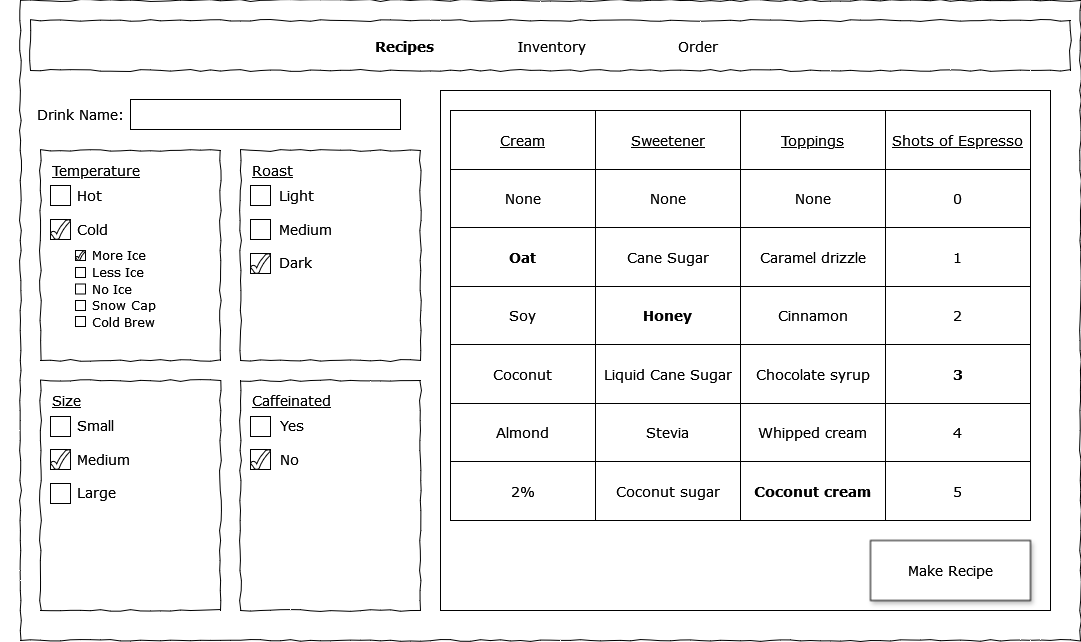 Recipes Inventory Order
Drink Name:
Temperature
Hot
Cold
More Ice
Less Ice
No Ice
Snow Cap
Cold Brew
Roast
Light
Medium
Dark
Size
Small
Medium
Large
Caffeinated
Yes
No
Cream Sweetener Toppings Shots of Espresso
None None None 0
Oat Cane Sugar Caramel drizzle 1
Soy Honey Cinnamon 2
Coconut Liquid Cane Sugar Chocolate syrup 3
Almond Stevia Whipped cream 4
2% Coconut sugar Coconut cream 5
Make Recipe